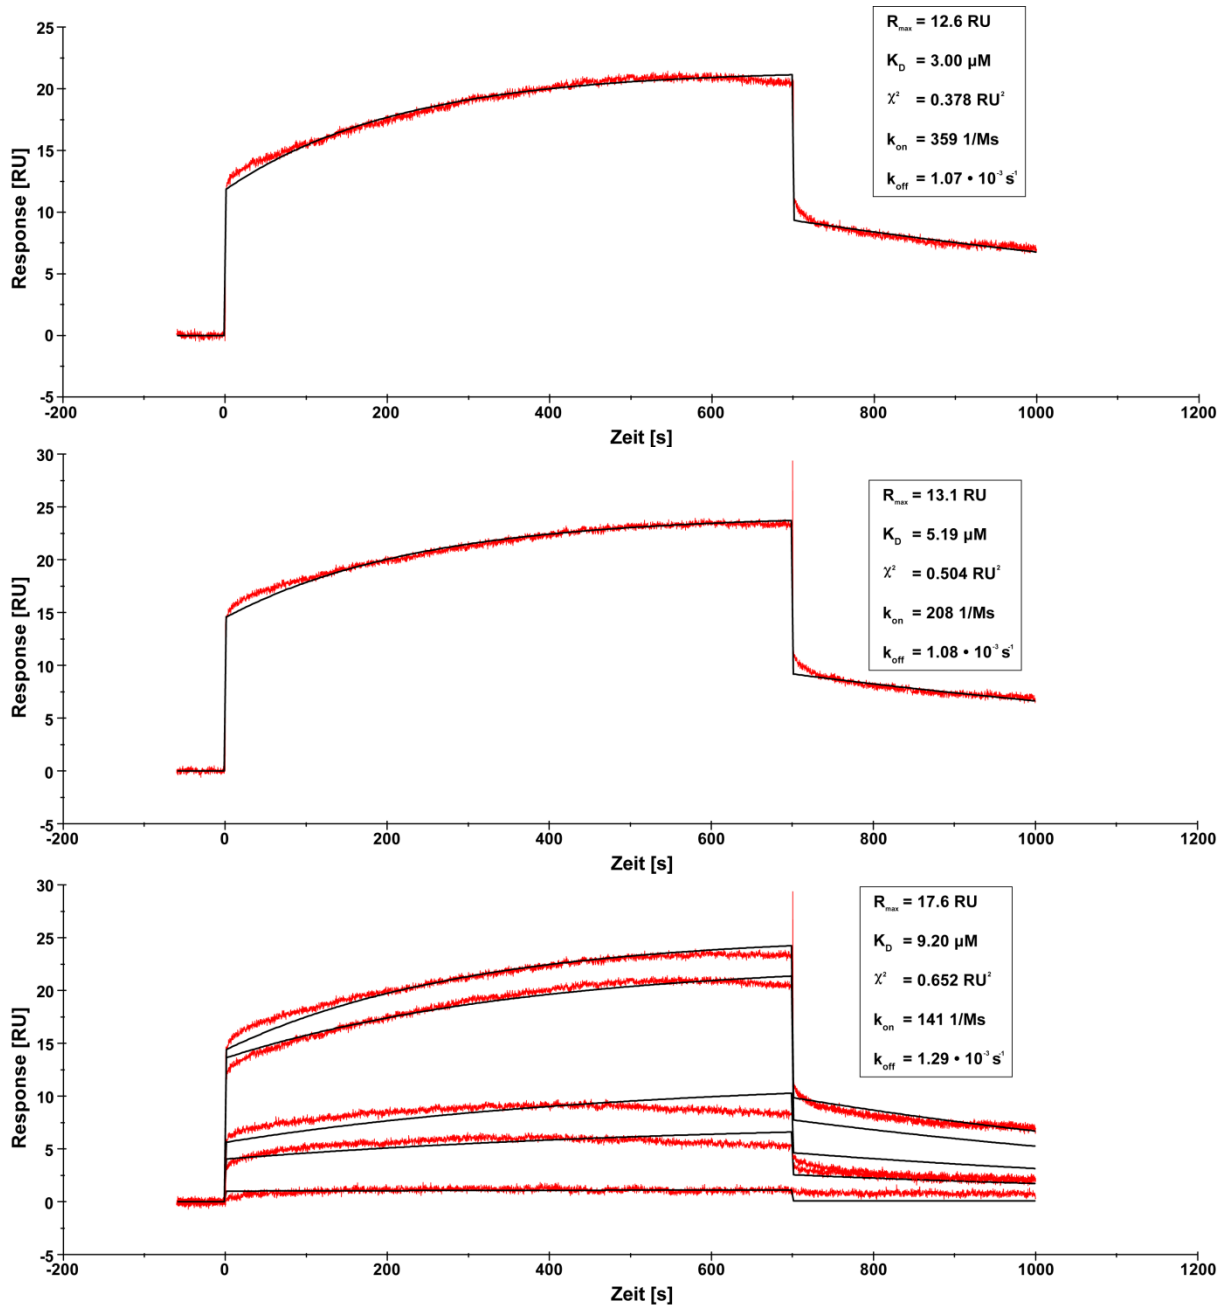 25
20
15
10
5
0
-5
Response [RU]
-200
0
200
400
600
800
1000
1200
Zeit [s]
Rmax = 12.6 RU
KD = 3.00 µM
χ² = 0.378 RU²
kon = 359 1/Ms
koff = 1.07 • 10⁻³ s⁻¹
30
25
20
15
10
5
0
-5
Response [RU]
-200
0
200
400
600
800
1000
1200
Zeit [s]
Rmax = 13.1 RU
KD = 5.19 µM
χ² = 0.504 RU²
kon = 208 1/Ms
koff = 1.08 • 10⁻³ s⁻¹
30
25
20
15
10
5
0
-5
Response [RU]
-200
0
200
400
600
800
1000
1200
Zeit [s]
Rmax = 17.6 RU
KD = 9.20 µM
χ² = 0.652 RU²
kon = 141 1/Ms
koff = 1.29 • 10⁻³ s⁻¹